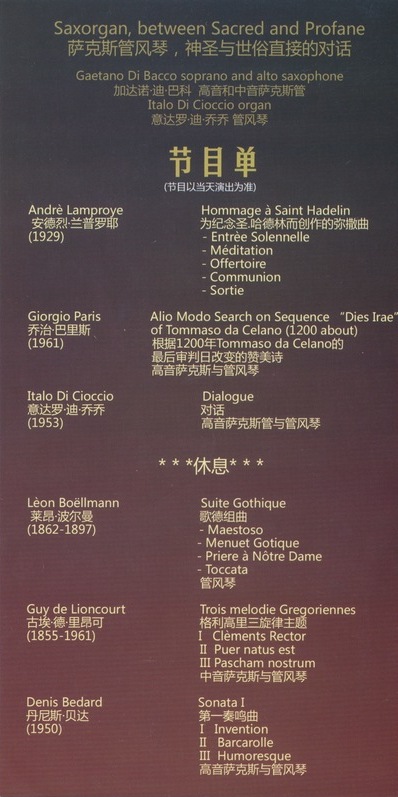 Saxorgan, between Sacred and Profane
萨克斯管风琴，神圣与世俗直接的对话
Gaetano Di Bacco soprano and alto saxophone
加达诺·迪·巴科 高音和中音萨克斯管
Italo Di Cioccio organ
意达罗·迪·乔乔 管风琴
节目单
(节目以当天演出为准)
Andrè Lamproye
安德烈·兰普罗耶
(1929)
Hommage à Saint Hadelin
为纪念圣.哈德林而创作的弥撒曲
- Entrèe Solennelle
- Méditation
- Offertoire
- Communion
- Sortie
Giorgio Paris
乔治·巴里斯
(1961)
Alio Modo Search on Sequence “Dies Irae”
of Tommaso da Celano (1200 about)
根据1200年Tommaso da Celano的
最后审判日改变的赞美诗
高音萨克斯与管风琴
Italo Di Cioccio
意达罗·迪·乔乔
(1953)
Dialogue
对话
高音萨克斯管与管风琴
* * *休息* * *
Lèon Boëllmann
莱昂·波尔曼
(1862-1897)
Suite Gothique
歌德组曲
- Maestoso
- Menuet Gotique
- Priere à Nôtre Dame
- Toccata
管风琴
Guy de Lioncourt
古埃·德·里昂可
(1855-1961)
Trois melodie Gregoriennes
格利高里三旋律主题
I Clèments Rector
II Puer natus est
III Pascham nostrum
中音萨克斯与管风琴
Denis Bedard
丹尼斯·贝达
(1950)
Sonata I
第一奏鸣曲
I Invention
II Barcarolle
III Humoresque
高音萨克斯与管风琴